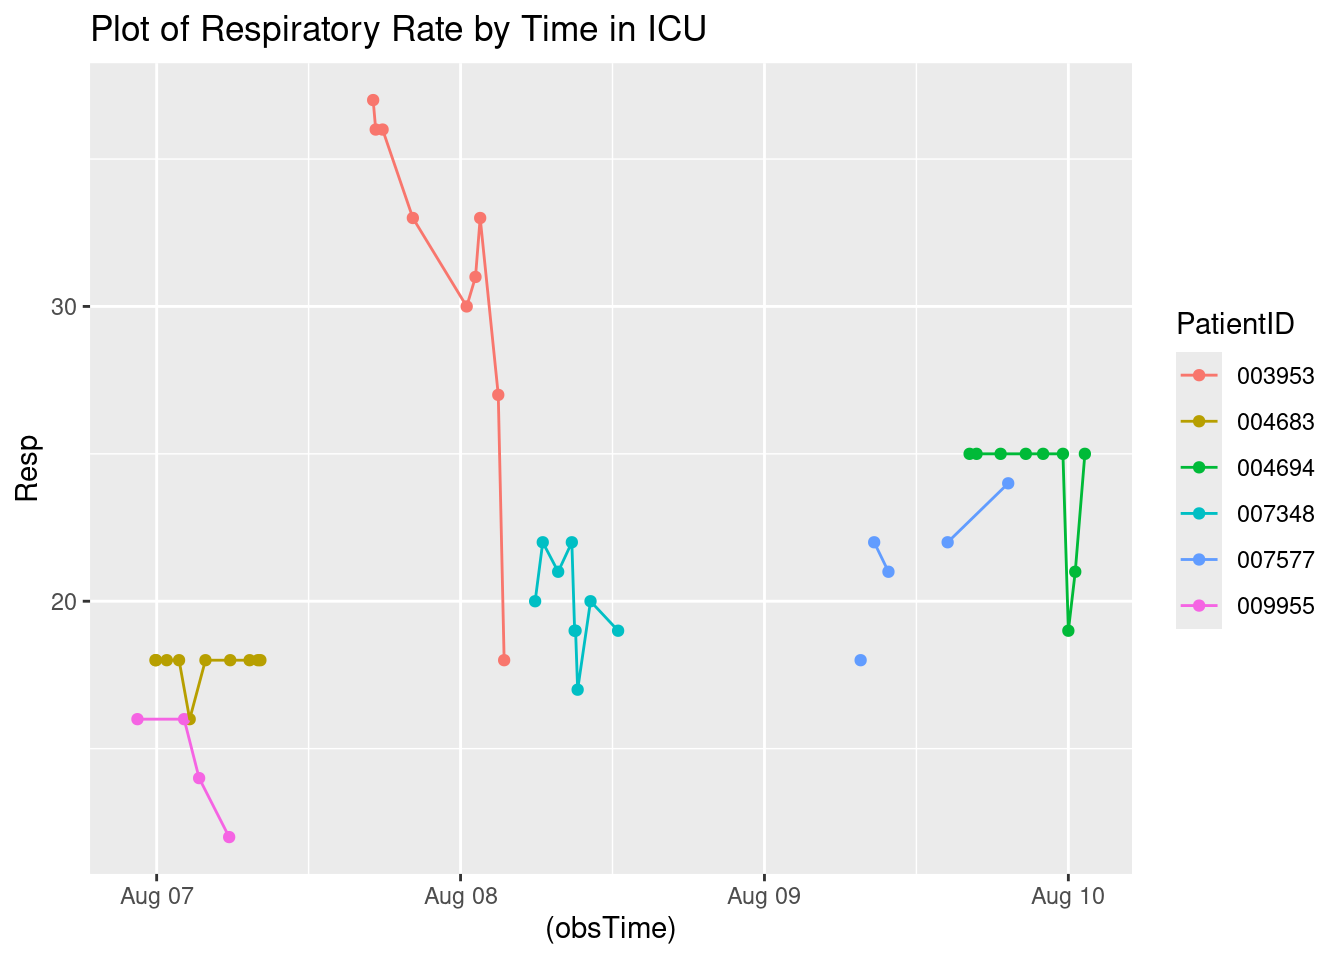 Plot of Respiratory Rate by Time in ICU
30
20
Resp
Aug 07
Aug 08
Aug 09
Aug 10
(obsTime)
PatientID
003953
004683
004694
007348
007577
009955